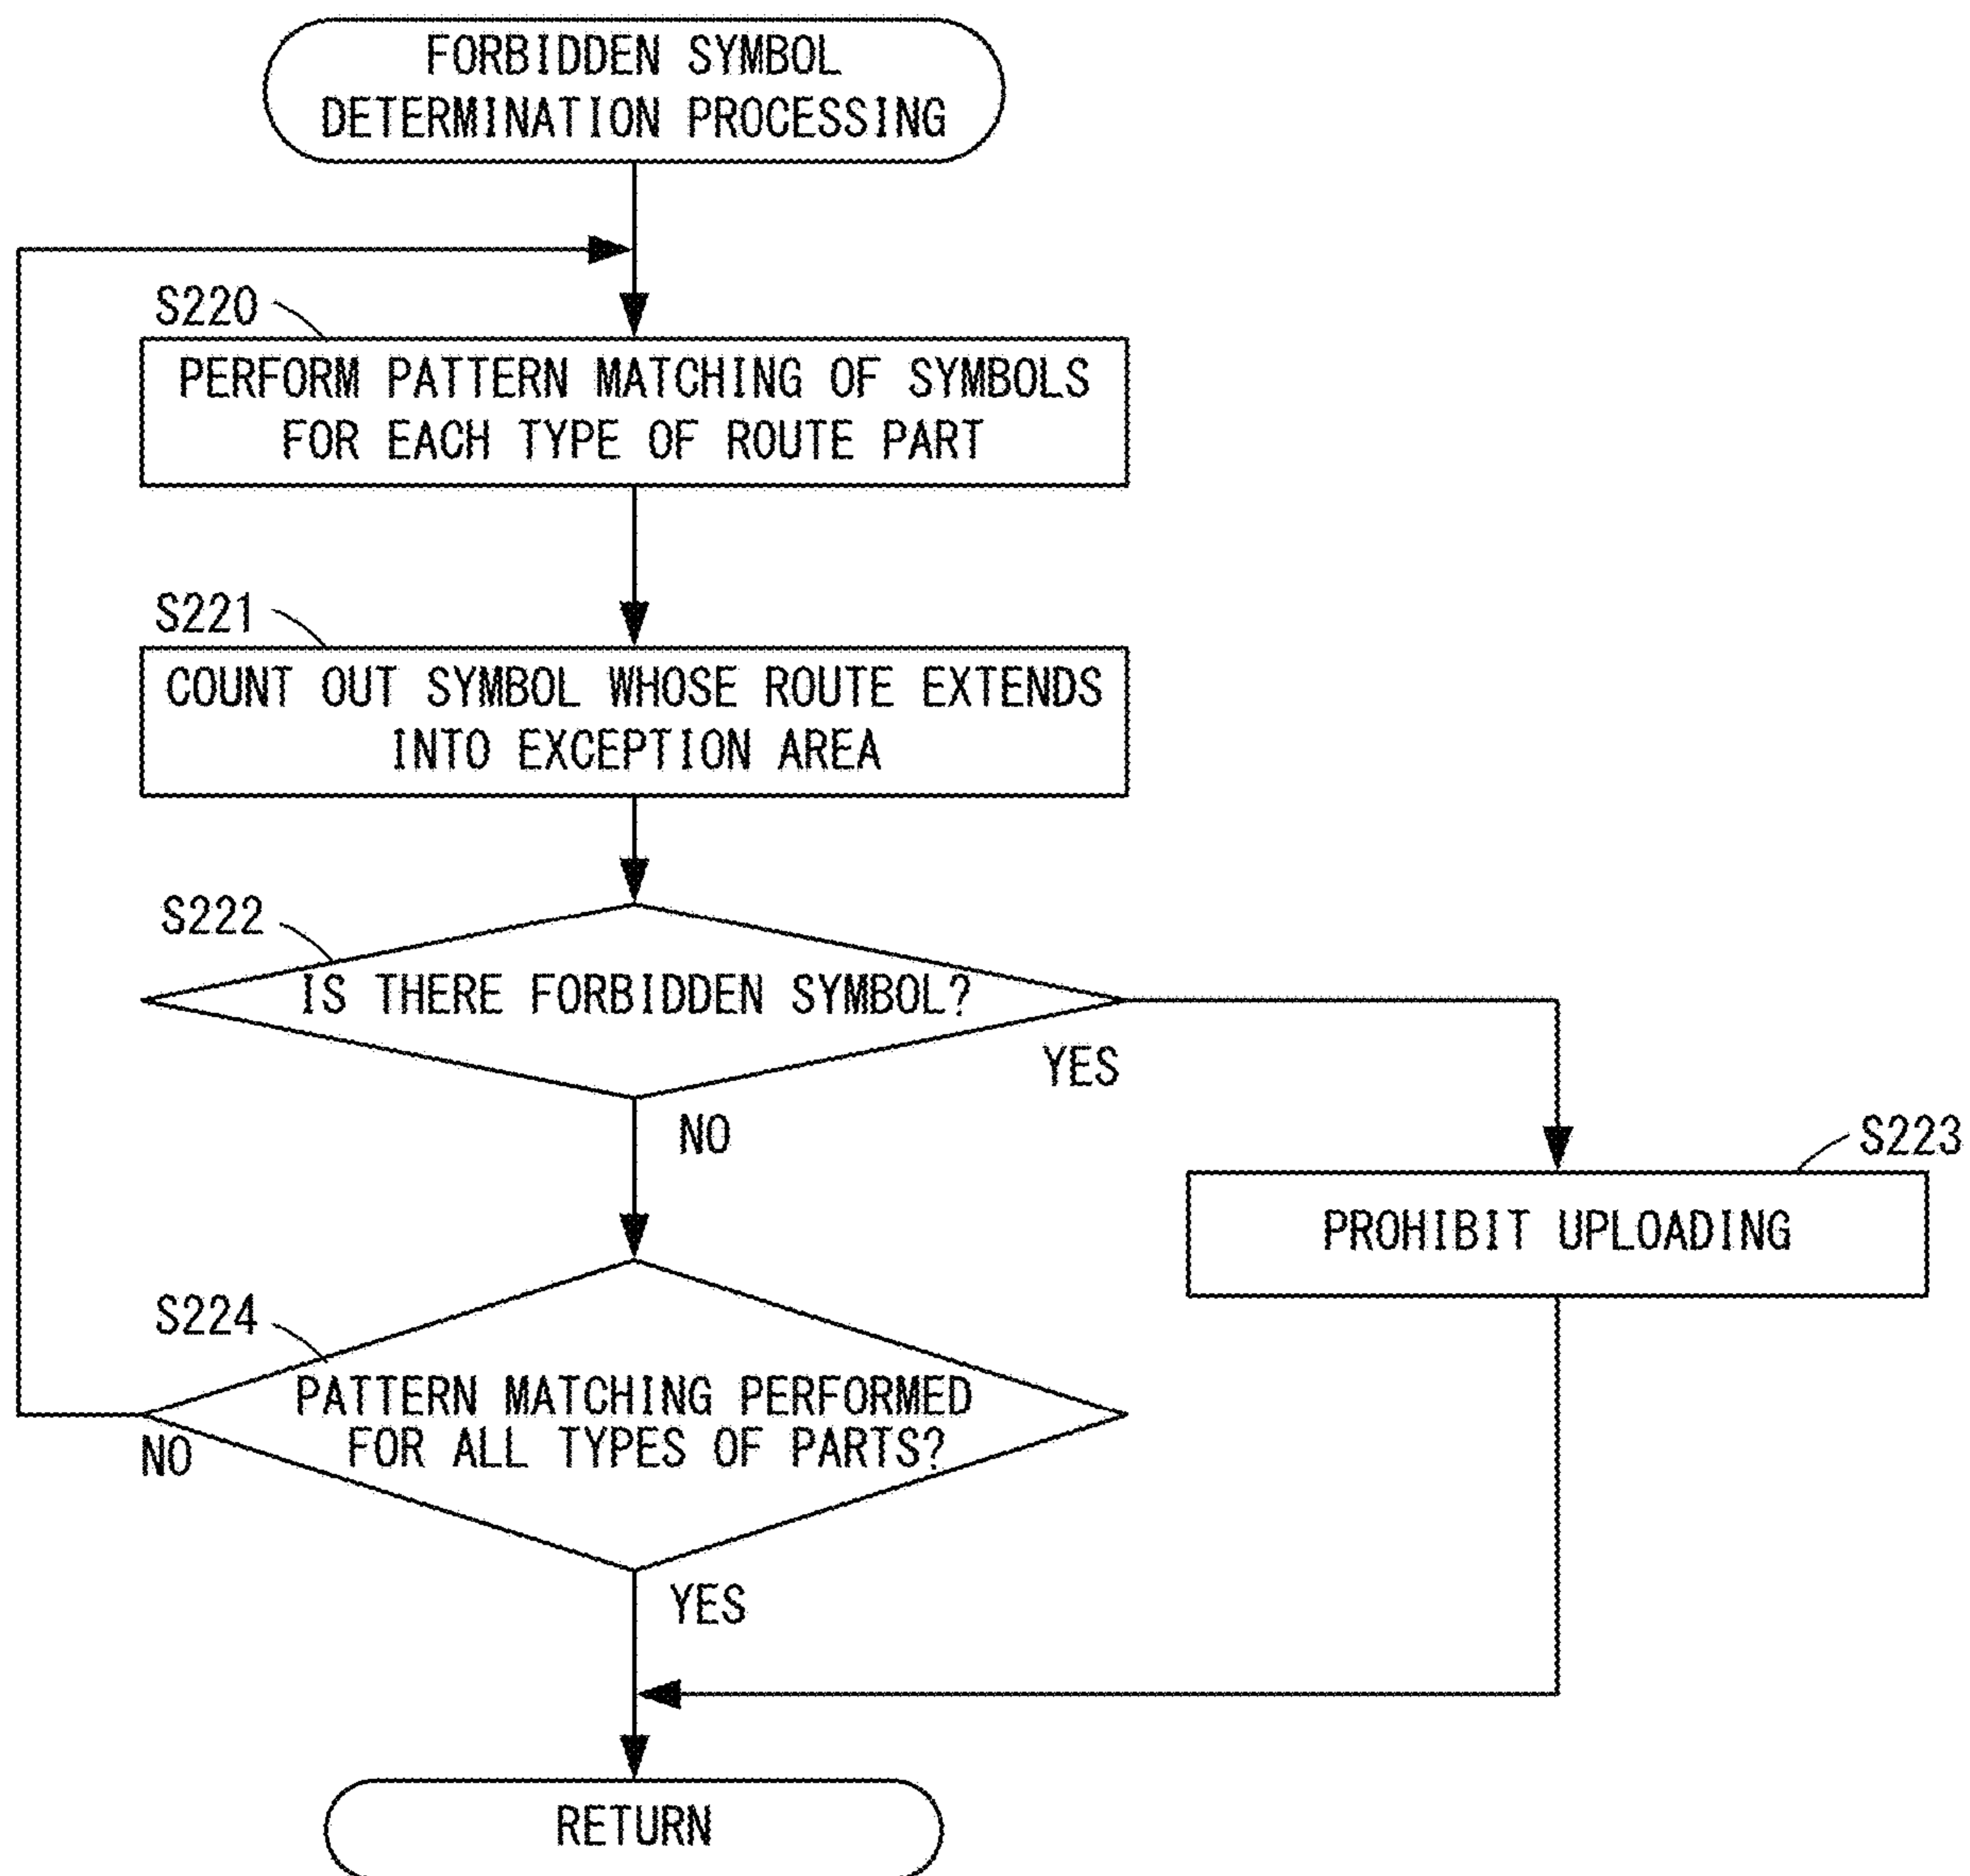 FORBIDDEN SYMBOL
DETERMINATION PROCESSING
S220
PERFORM PATTERN MATCHING OF SYMBOLS
FOR EACH TYPE OF ROUTE PART
S221
COUNT OUT SYMBOL WHOSE ROUTE EXTENDS
INTO EXCEPTION AREA
S222
IS THERE FORBIDDEN SYMBOL?
YES
NO
S223
PROHIBIT UPLOADING
S224
PATTERN MATCHING PERFORMED
FOR ALL TYPES OF PARTS?
NO
YES
RETURN